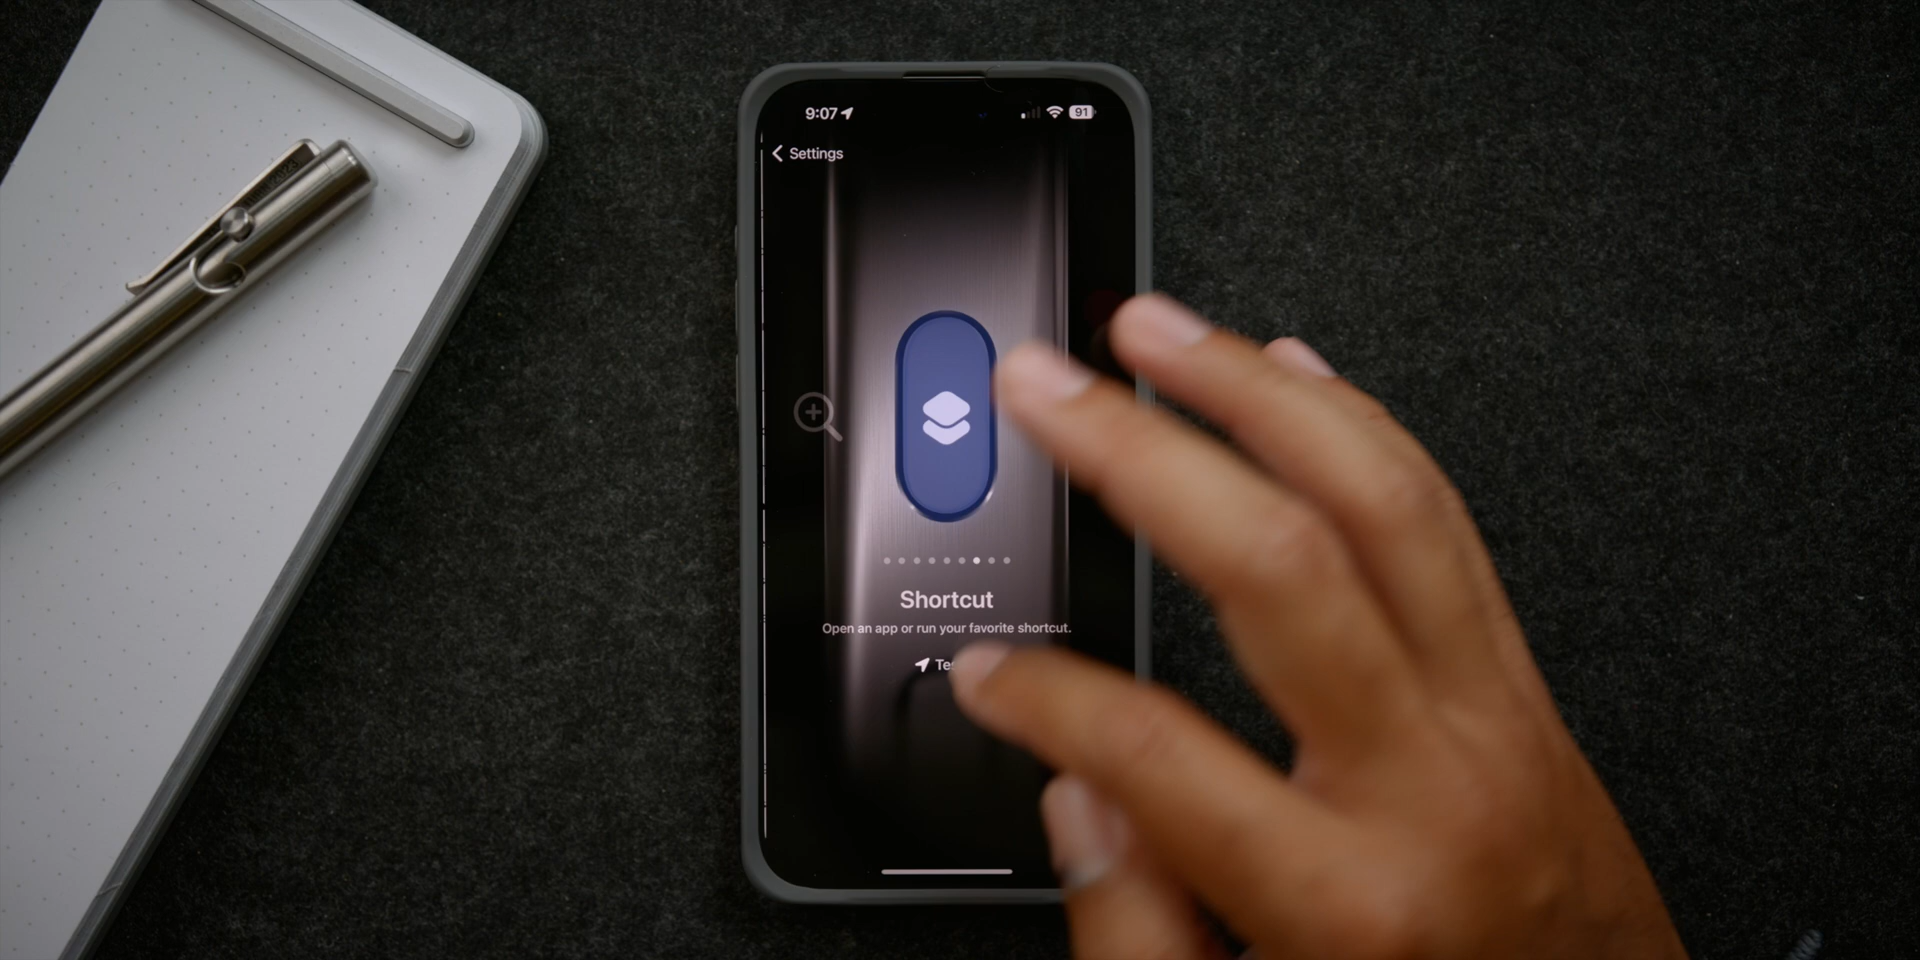 9:07
91
Settings
Shortcut
Open an app or run your favorite shortcut.